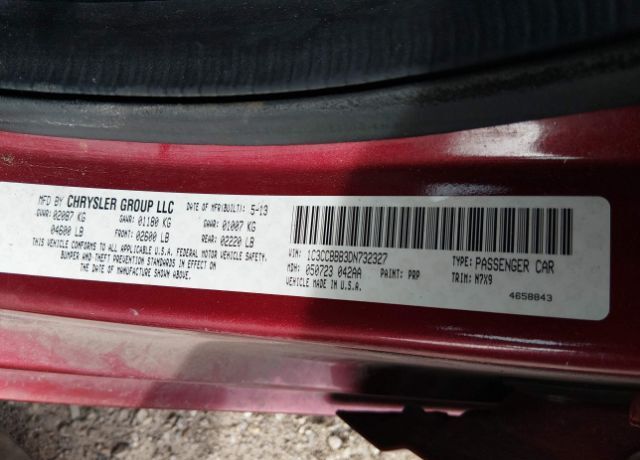 MFD BY CHRYSLER GROUP LLC DATE OF MFR(BUILT): 5-13
GVWR: 02087 KG GAWR: 01180 KG GAWR: 01007 KG
04600 LB FRONT: 02600 LB REAR: 02220 LB
THIS VEHICLE CONFORMS TO ALL APPLICABLE U.S.A. FEDERAL MOTOR VEHICLE SAFETY,
BUMPER AND THEFT PREVENTION STANDARDS IN EFFECT ON
THE DATE OF MANUFACTURE SHOWN ABOVE.
VIN: 1C3CCBBB3DN732327 TYPE: PASSENGER CAR
MDH: 050723 042AA PAINT: PRP TRIM: M7X9
VEHICLE MADE IN U.S.A.
4658843